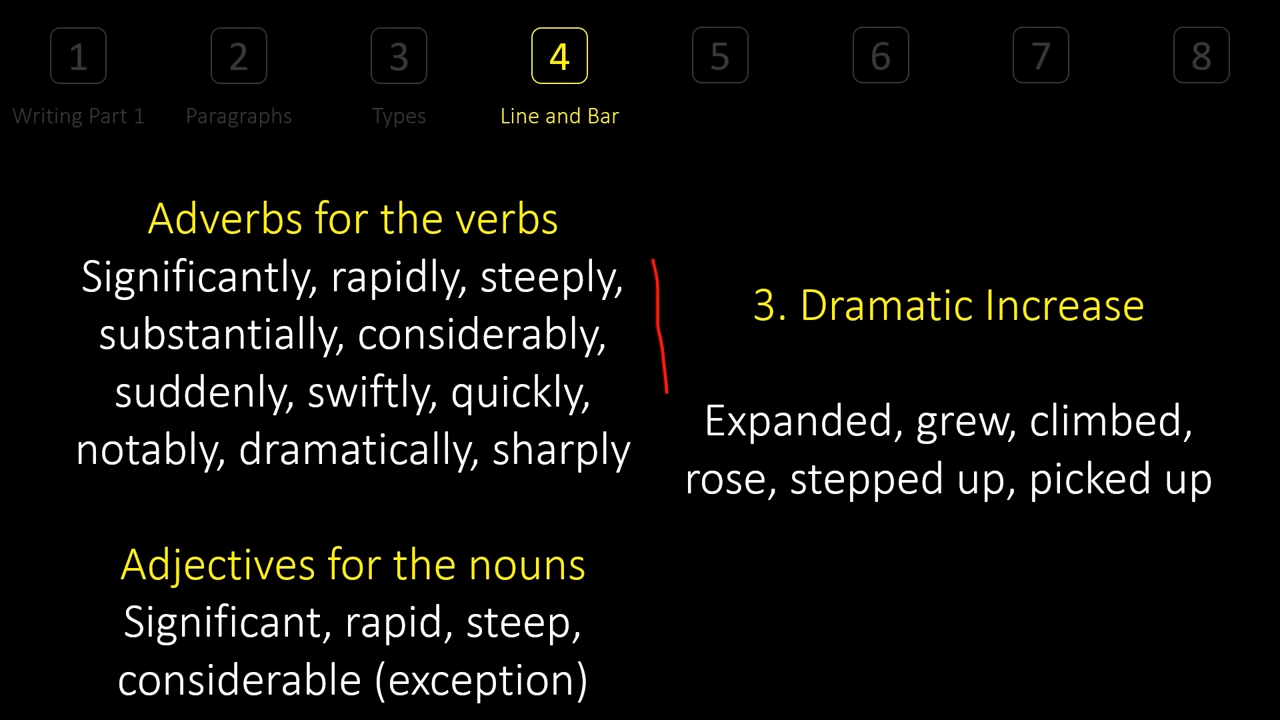 1 2 3 4 5 6 7 8
Writing Part 1 Paragraphs Types Line and Bar
Adverbs for the verbs
Significantly, rapidly, steeply,
substantially, considerably,
suddenly, swiftly, quickly,
notably, dramatically, sharply
Adjectives for the nouns
Significant, rapid, steep,
considerable (exception)
3. Dramatic Increase
Expanded, grew, climbed,
rose, stepped up, picked up